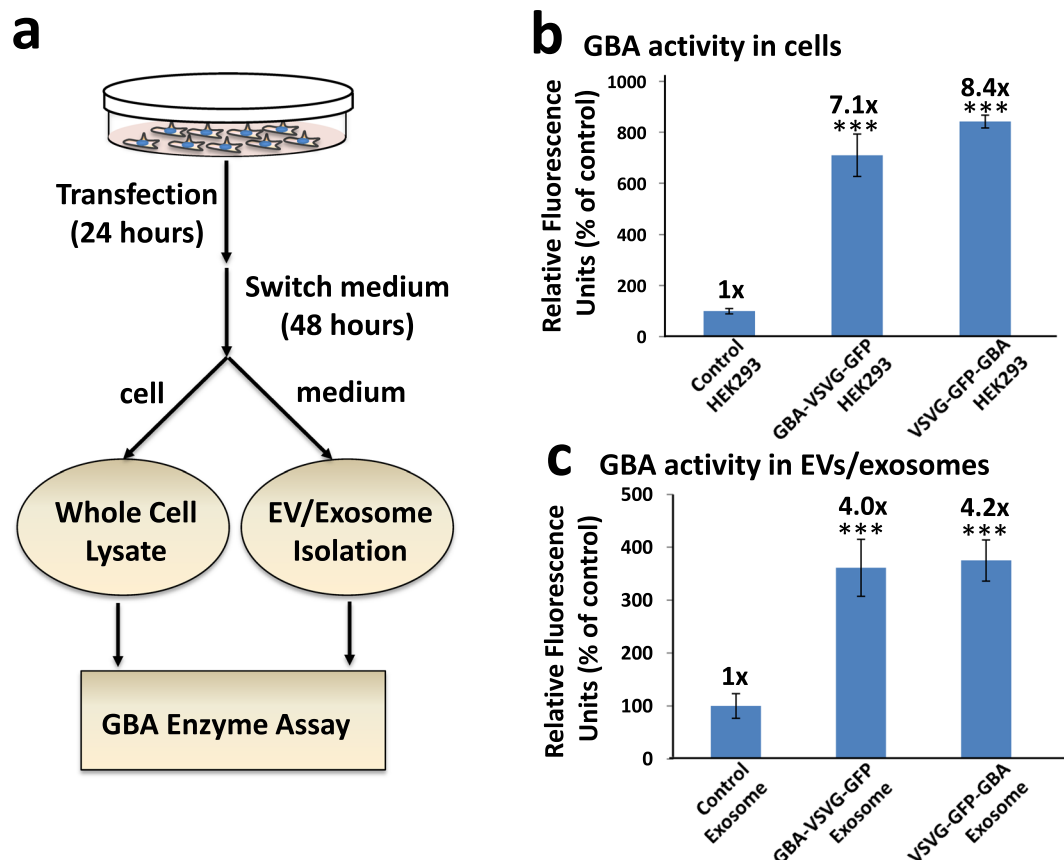 a
Transfection
(24 hours)
Switch medium
(48 hours)
cell
medium
Whole Cell
Lysate
EV/Exosome
Isolation
GBA Enzyme Assay
b
GBA activity in cells
Relative Fluorescence
Units (% of control)
1000
800
600
400
200
0
1x
7.1x
***
8.4x
***
Control
HEK293
GBA-VSVG-GFP
HEK293
VSVG-GFP-GBA
HEK293
c
GBA activity in EVs/exosomes
Relative Fluorescence
Units (% of control)
500
400
300
200
100
0
1x
4.0x
***
4.2x
***
Control
Exosome
GBA-VSVG-GFP
Exosome
VSVG-GFP-GBA
Exosome